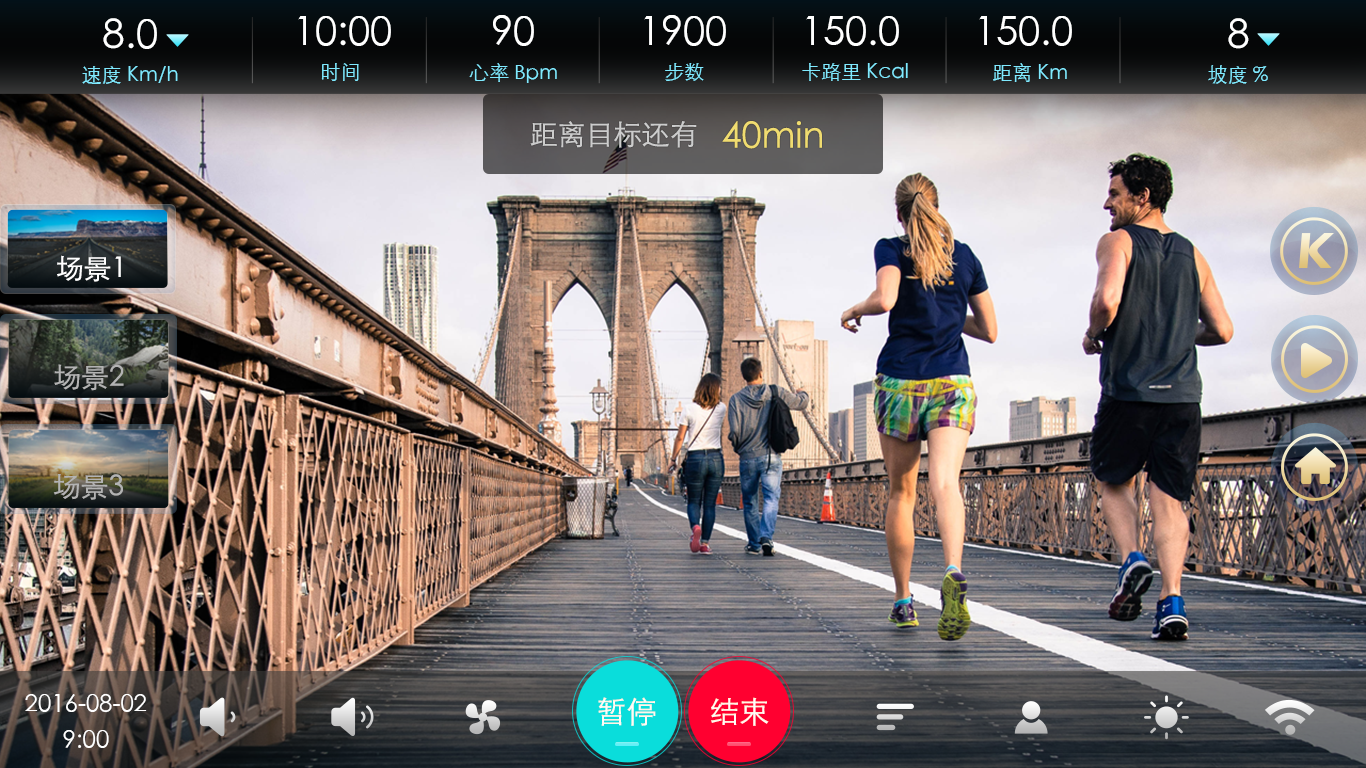 8.0
10:00
90
1900
150.0
150.0
8
速度 Km/h
时间
心率 Bpm
步数
卡路里 Kcal
距离 Km
坡度 %
距离目标还有 40min
场景1
场景2
场景3
K
暂停
结束
2016-08-02
9:00